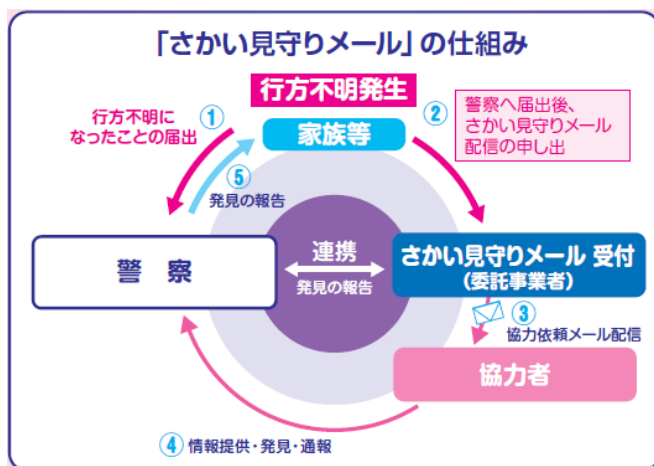 「さかい見守りメール」の仕組み
行方不明発生
家族等
①
行方不明に
なったことの届出
②
警察へ届出後、
さかい見守りメール
配信の申し出
⑤
発見の報告
警 察
連携
発見の報告
さかい見守りメール 受付
(委託事業者)
③
協力依頼メール配信
協力者
④ 情報提供・発見・通報